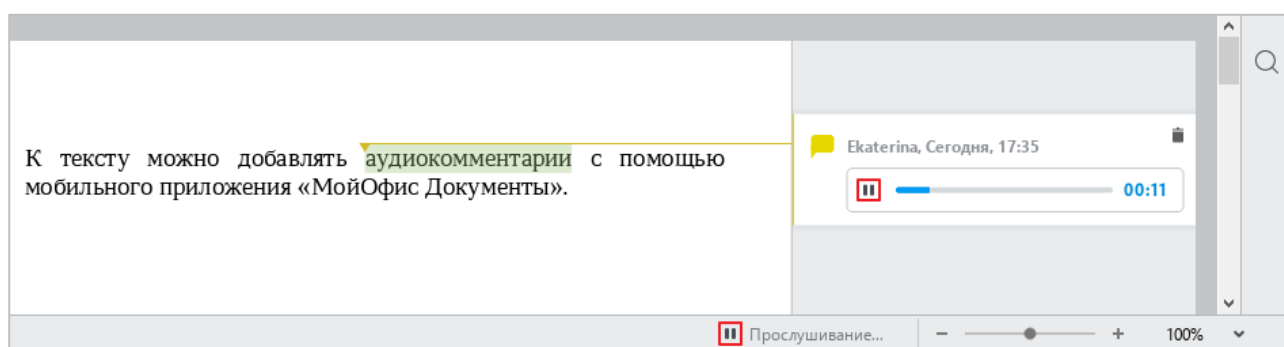 К тексту можно добавлять аудиокомментарии с помощью
мобильного приложения «МойОфис Документы».
Ekaterina, Сегодня, 17:35
00:11
Прослушивание...
100%